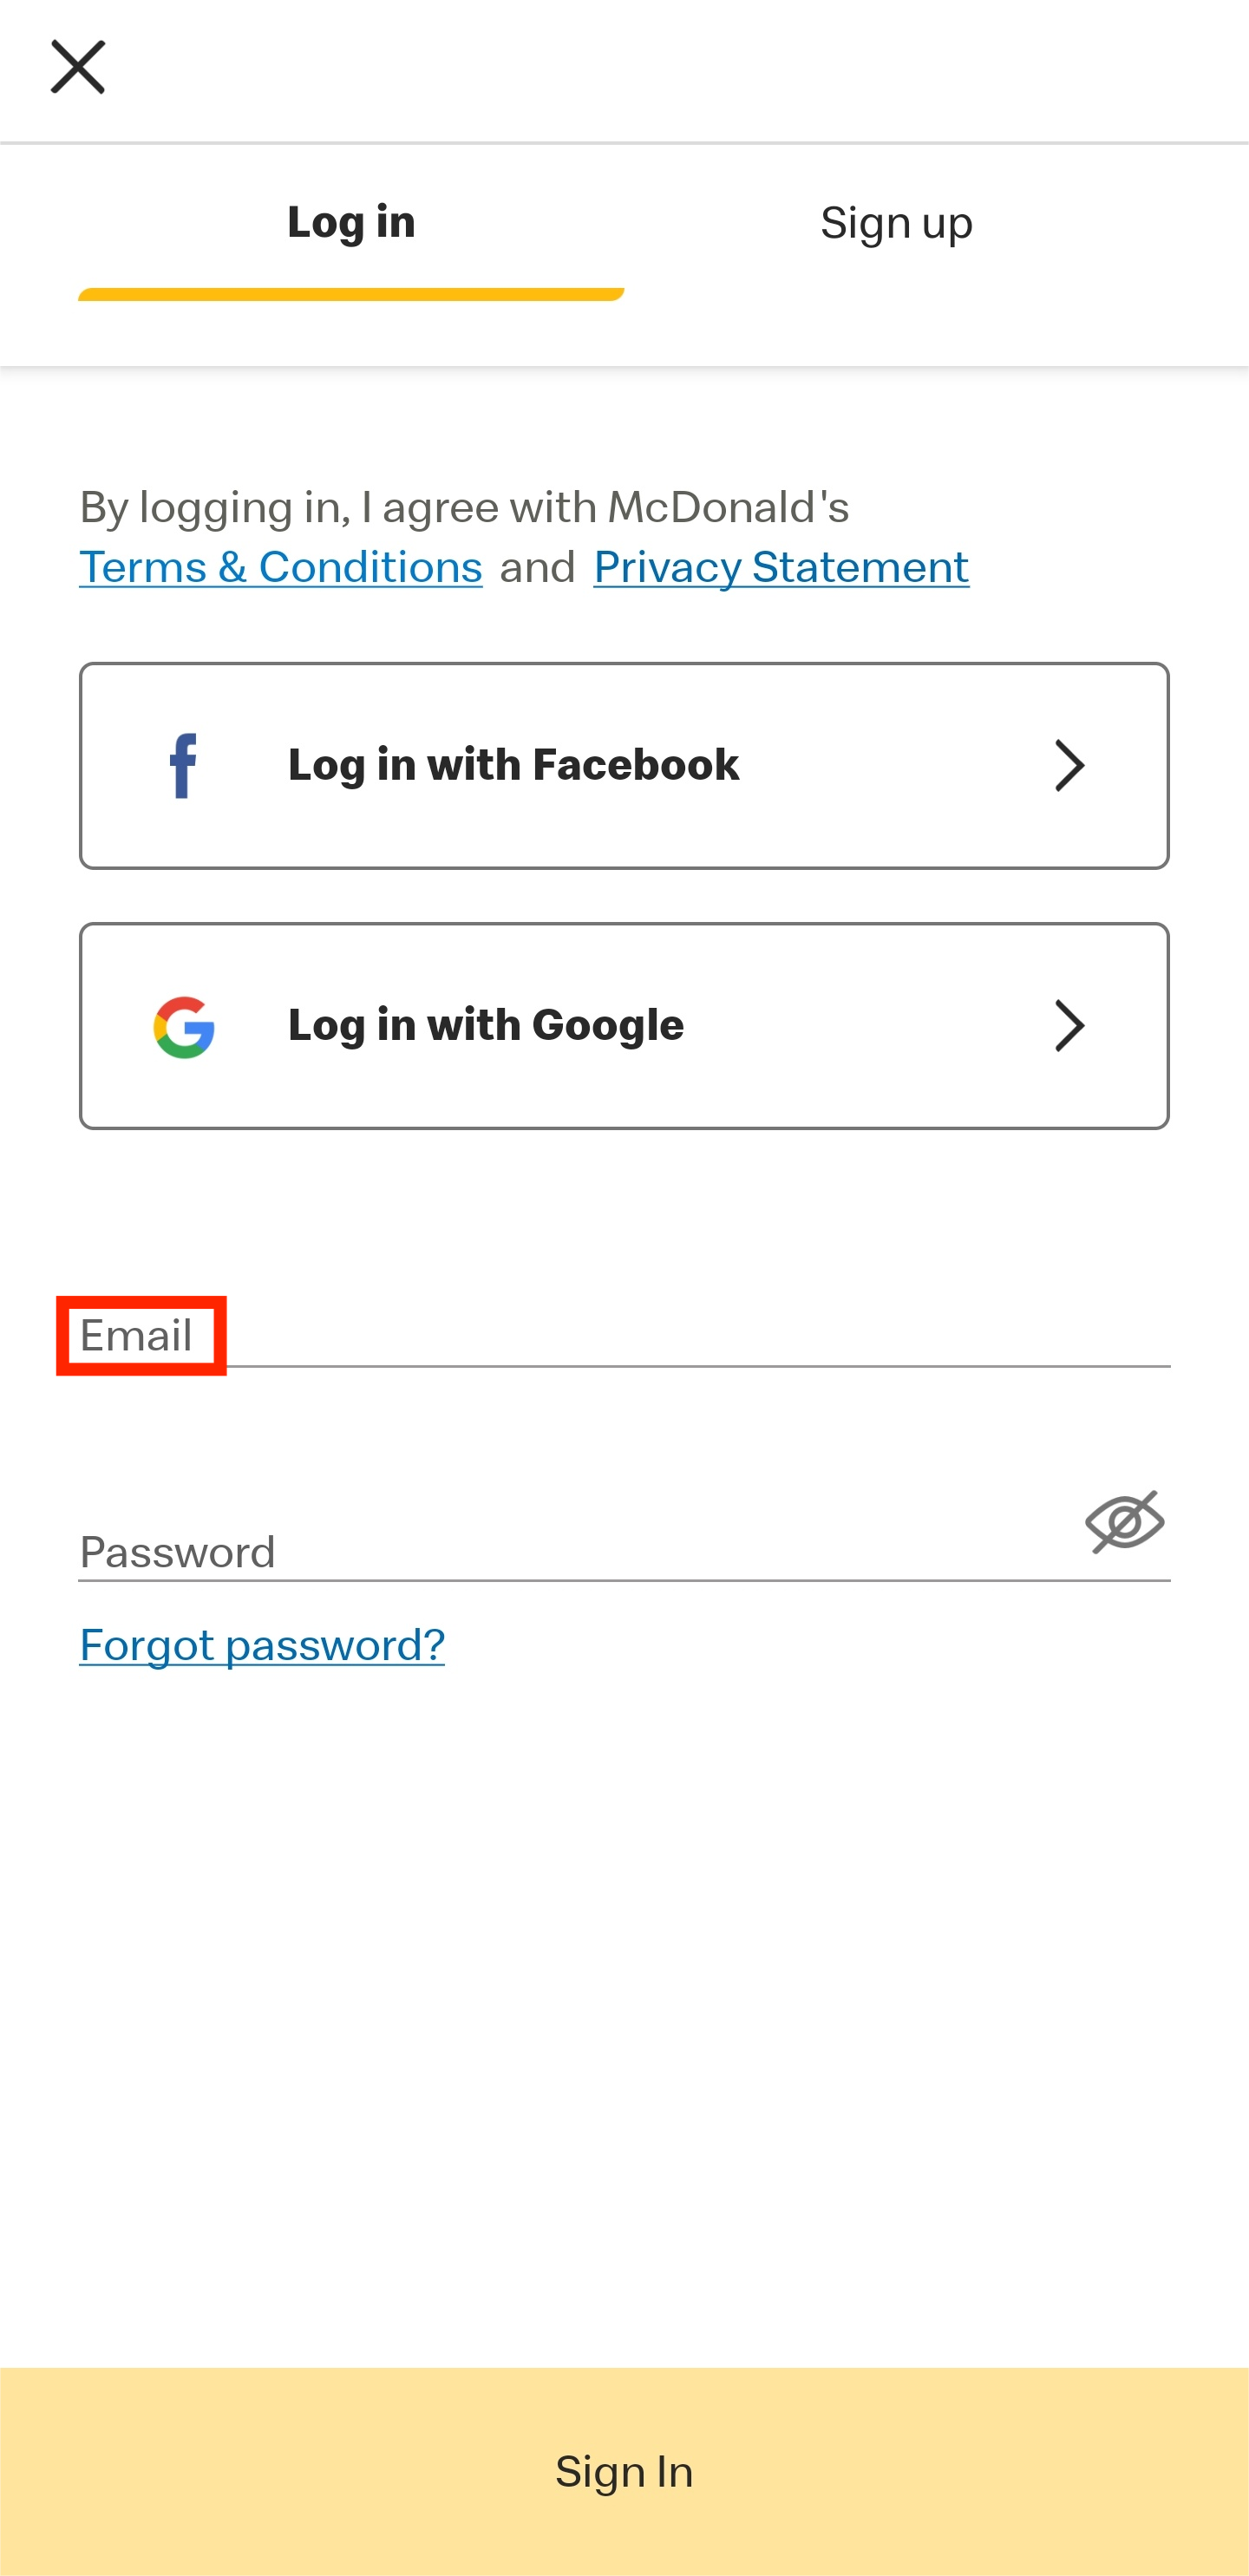 Log in
Sign up
By logging in, I agree with McDonald's
Terms & Conditions and Privacy Statement
Log in with Facebook
Log in with Google
Email
Password
Forgot password?
Sign In